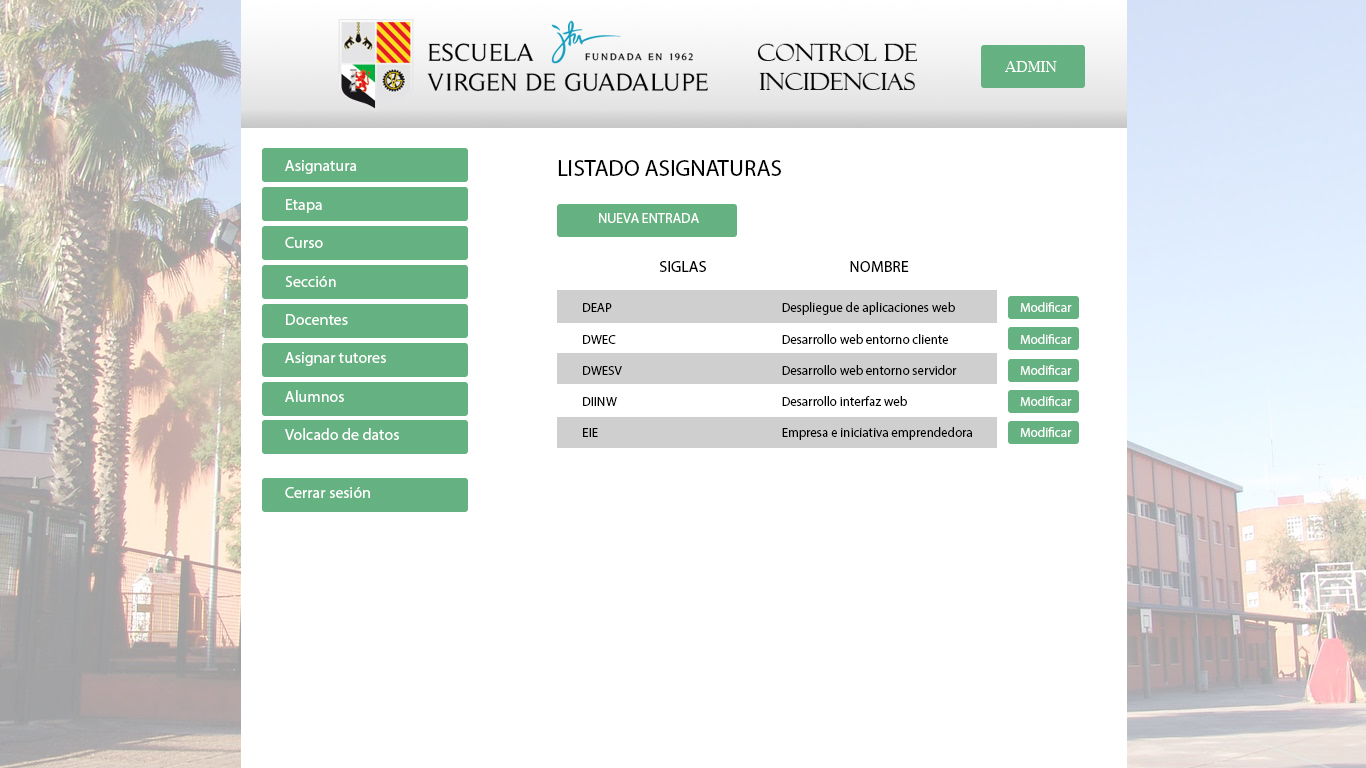 ESCUELA
FUNDADA EN 1962
VIRGEN DE GUADALUPE
CONTROL DE
INCIDENCIAS
ADMIN
Asignatura
Etapa
Curso
Sección
Docentes
Asignar tutores
Alumnos
Volcado de datos
Cerrar sesión
LISTADO ASIGNATURAS
NUEVA ENTRADA
SIGLAS NOMBRE
DEAP Despliegue de aplicaciones web Modificar
DWEC Desarrollo web entorno cliente Modificar
DWESV Desarrollo web entorno servidor Modificar
DIINW Desarrollo interfaz web Modificar
EIE Empresa e iniciativa emprendedora Modificar